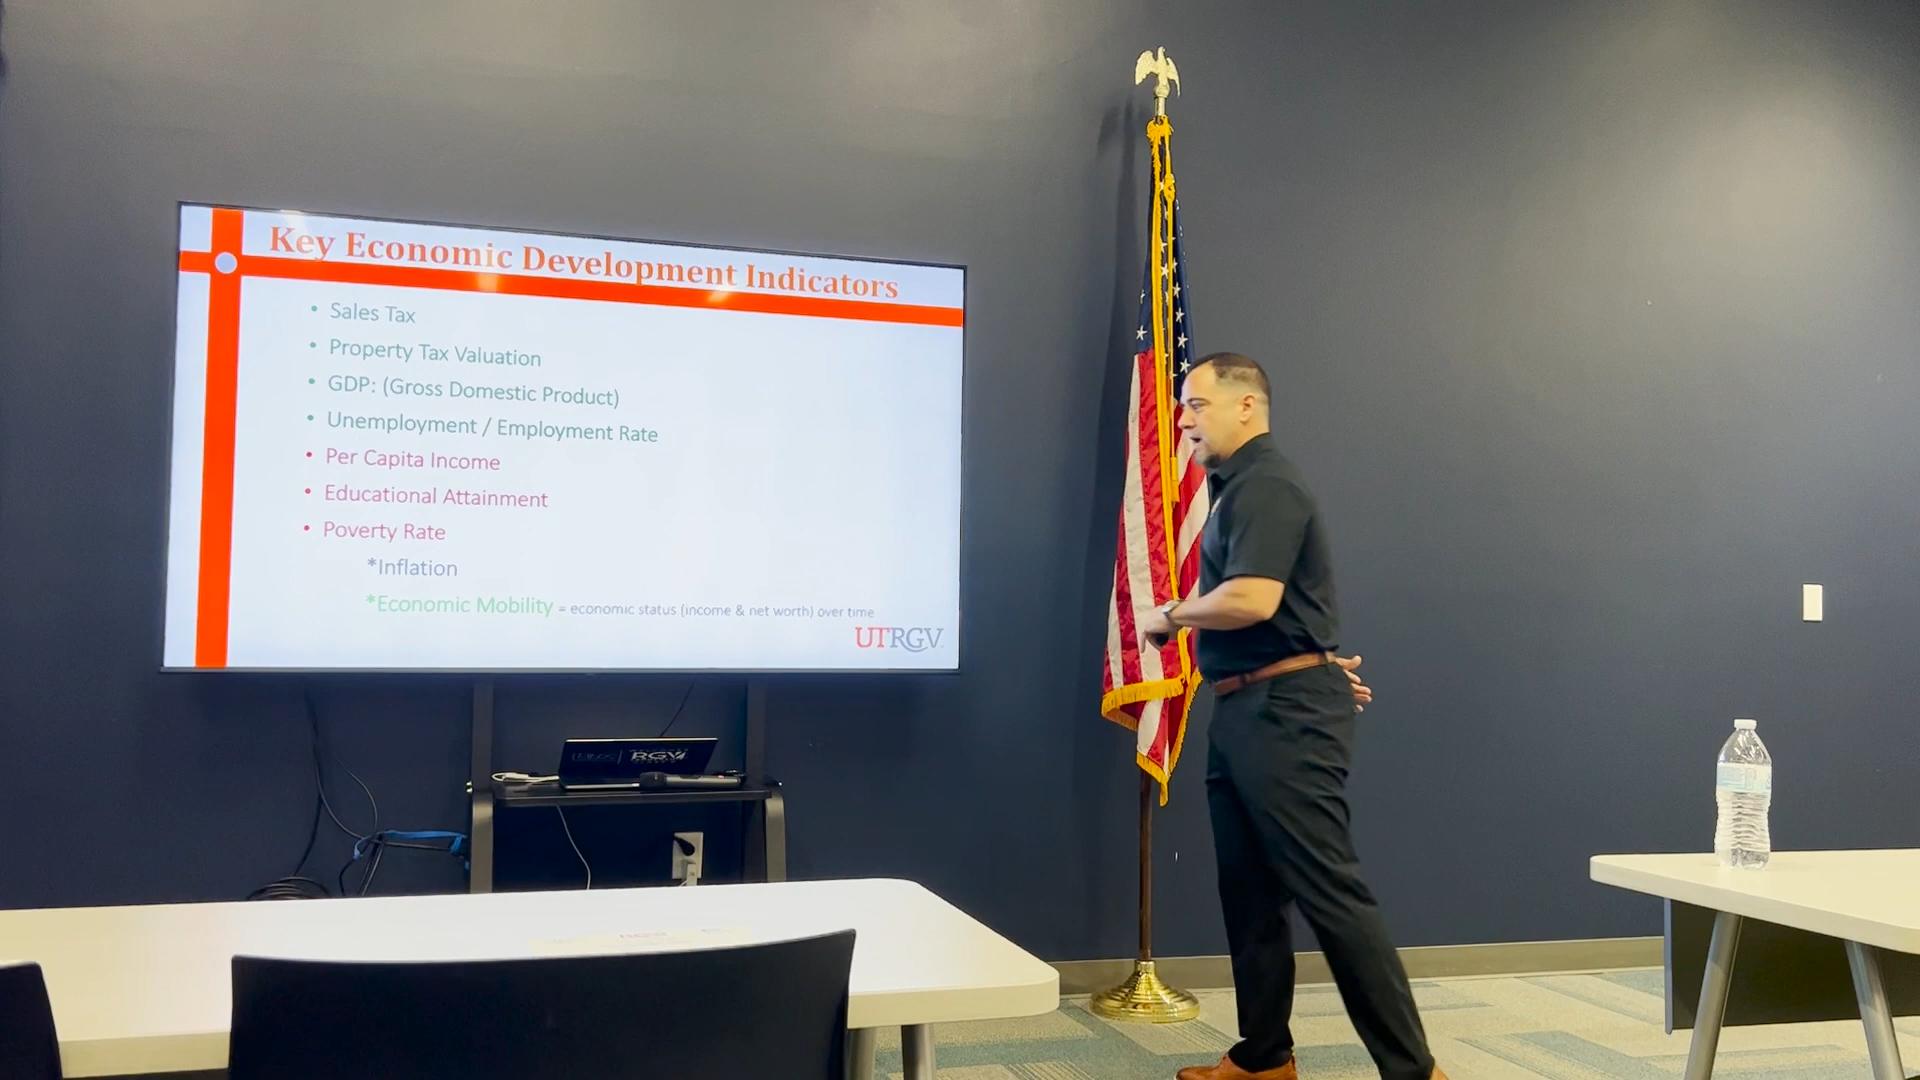 Key Economic Development Indicators
• Sales Tax
• Property Tax Valuation
• GDP: (Gross Domestic Product)
• Unemployment / Employment Rate
• Per Capita Income
• Educational Attainment
• Poverty Rate
*Inflation
*Economic Mobility = economic status (income & net worth) over time
UTRGV
RGV